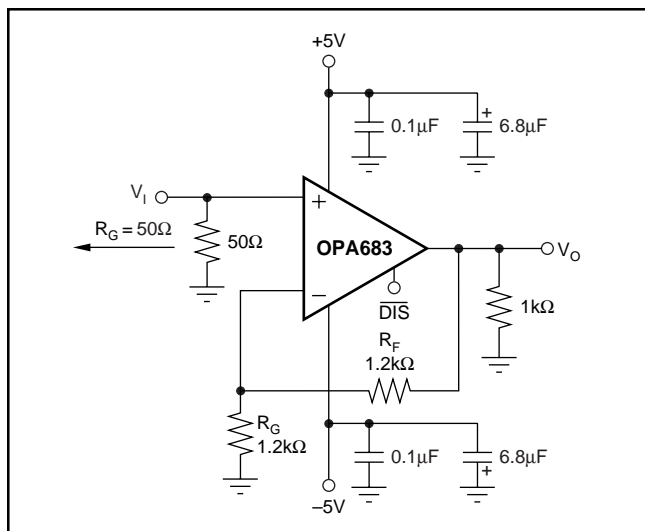 +5V
0.1μF
6.8μF
+
V_I
+
R_G = 50Ω
50Ω
OPA683
V_O
–
DIS
1kΩ
R_F
1.2kΩ
R_G
1.2kΩ
0.1μF
6.8μF
+
–5V